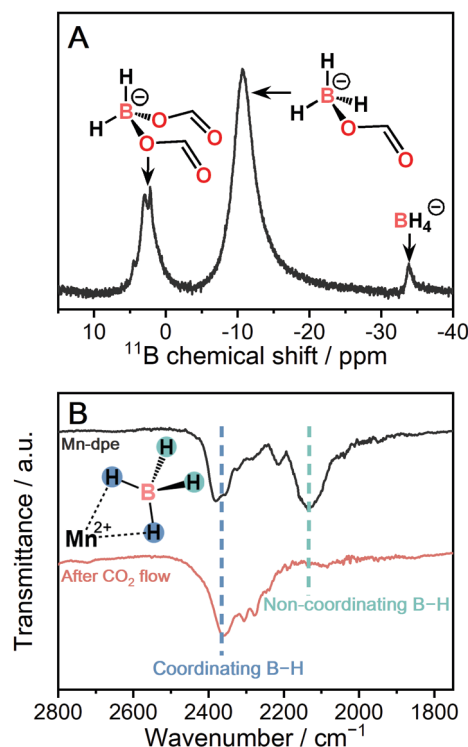 A
H
H
B
⊖
O
O
O
O
H
B
⊖
H
H
O
O
BH₄⊖
15 0 -10 -20 -30 -40
¹¹B chemical shift / ppm
B
Mn-dpe
H
H
B
H
H
Mn²⁺
After CO₂ flow
Non-coordinating B−H
Coordinating B−H
Transmittance / a.u.
2800 2600 2400 2200 2000 1800
Wavenumber / cm⁻¹